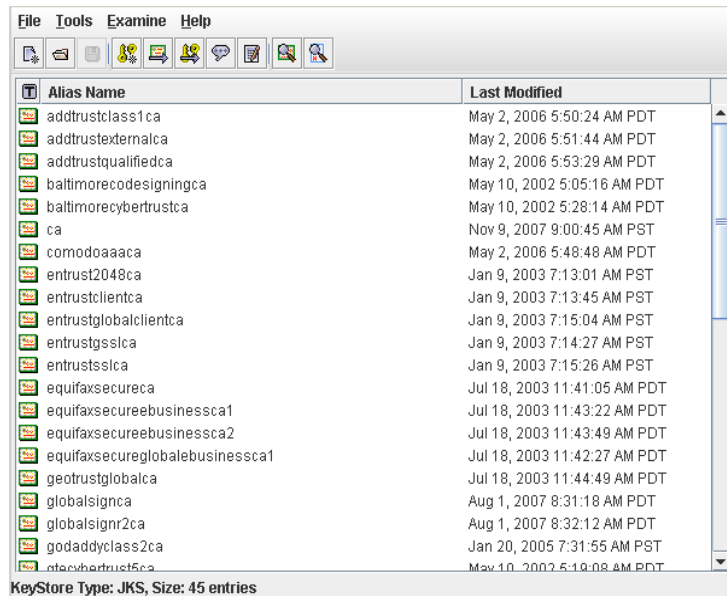 File Tools Examine Help
T Alias Name Last Modified
addtrustclass1ca May 2, 2006 5:50:24 AM PDT
addtrustexternalca May 2, 2006 5:51:44 AM PDT
addtrustqualifiedca May 2, 2006 5:53:29 AM PDT
baltimorecodesigningca May 10, 2002 5:05:16 AM PDT
baltimorecybertrustca May 10, 2002 5:28:14 AM PDT
ca Nov 9, 2007 9:00:45 AM PST
comodoaaaca May 2, 2006 5:48:48 AM PDT
entrust2048ca Jan 9, 2003 7:13:01 AM PST
entrustclientca Jan 9, 2003 7:13:45 AM PST
entrustglobalclientca Jan 9, 2003 7:15:04 AM PST
entrustgsslca Jan 9, 2003 7:14:27 AM PST
entrustsslca Jan 9, 2003 7:15:26 AM PST
equifaxsecureca Jul 18, 2003 11:41:05 AM PDT
equifaxsecureebusinessca1 Jul 18, 2003 11:43:22 AM PDT
equifaxsecureebusinessca2 Jul 18, 2003 11:43:49 AM PDT
equifaxsecureglobalebusinessca1 Jul 18, 2003 11:42:27 AM PDT
geotrustglobalca Jul 18, 2003 11:44:49 AM PDT
globalsignca Aug 1, 2007 8:31:18 AM PDT
globalsignr2ca Aug 1, 2007 8:32:12 AM PDT
godaddyclass2ca Jan 20, 2005 7:31:55 AM PST
gtecybertrust5ca May 10, 2002 5:19:08 AM PDT
KeyStore Type: JKS, Size: 45 entries